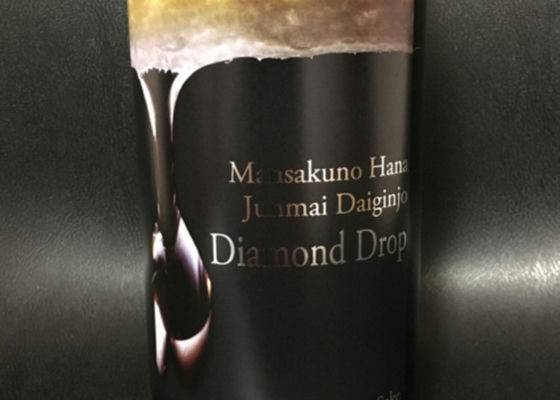 Mansakuno Hana
Junmai Daiginjo
Diamond Drop